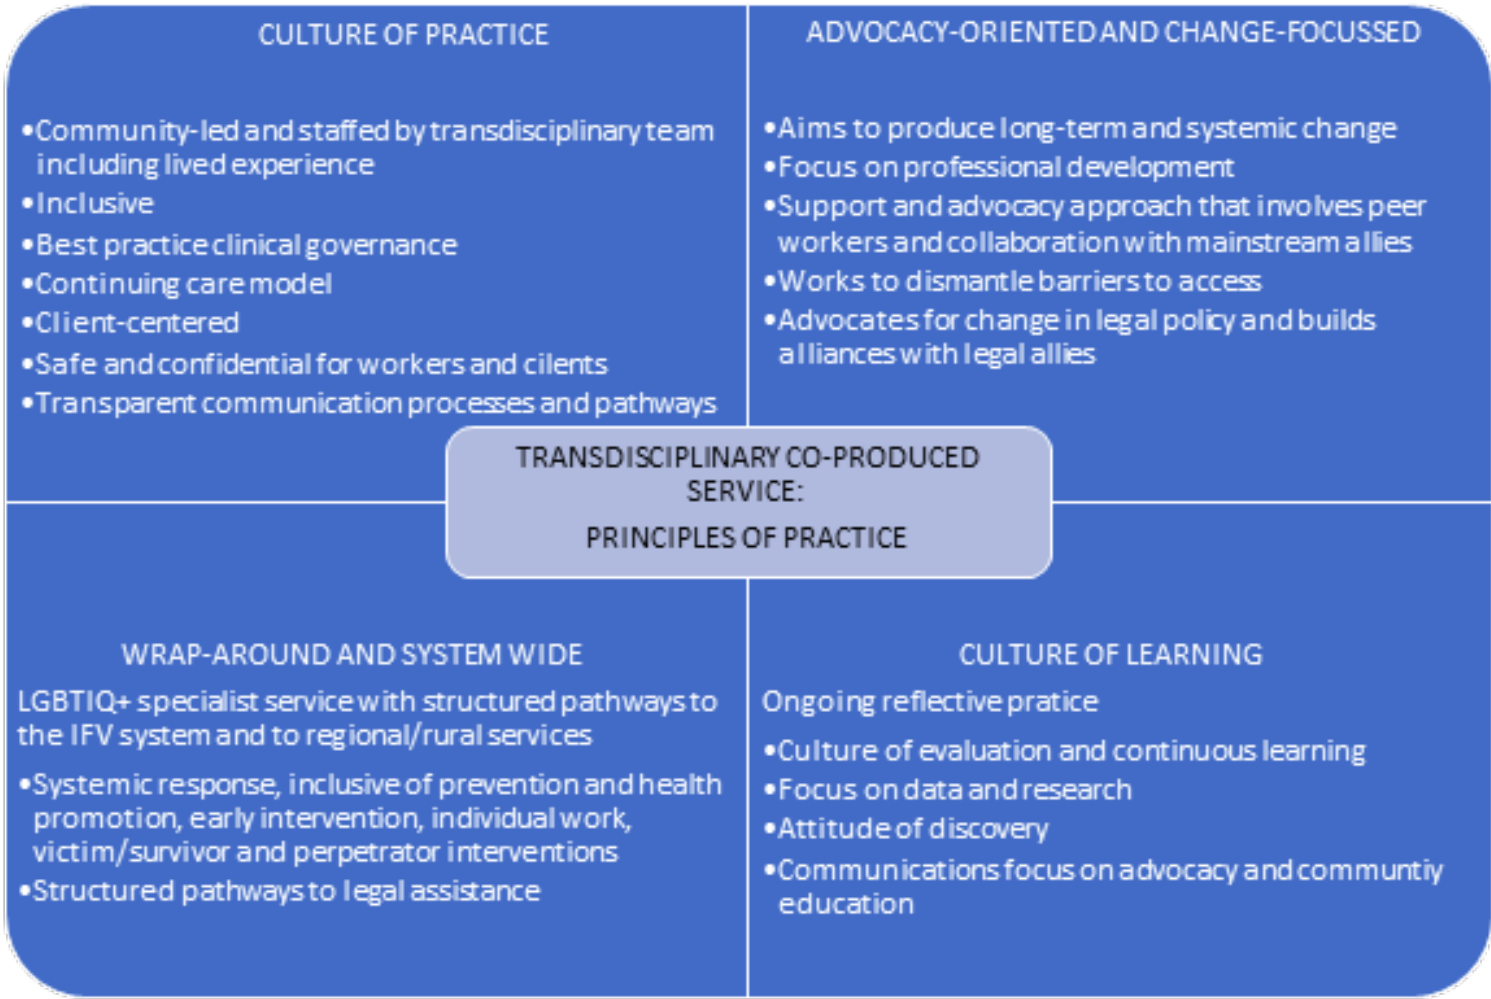 CULTURE OF PRACTICE
•Community-led and staffed by transdisciplinary team
including lived experience
•Inclusive
•Best practice clinical governance
•Continuing care model
•Client-centered
•Safe and confidential for workers and cilents
•Transparent communication processes and pathways
ADVOCACY-ORIENTED AND CHANGE-FOCUSSED
•Aims to produce long-term and systemic change
•Focus on professional development
•Support and advocacy approach that involves peer
workers and collaboration with mainstream allies
•Works to dismantle barriers to access
•Advocates for change in legal policy and builds
alliances with legal allies
TRANSDISCIPLINARY CO-PRODUCED
SERVICE:
PRINCIPLES OF PRACTICE
WRAP-AROUND AND SYSTEM WIDE
LGBTIQ+ specialist service with structured pathways to
the IFV system and to regional/rural services
•Systemic response, inclusive of prevention and health
promotion, early intervention, individual work,
victim/survivor and perpetrator interventions
•Structured pathways to legal assistance
CULTURE OF LEARNING
Ongoing reflective pratice
•Culture of evaluation and continuous learning
•Focus on data and research
•Attitude of discovery
•Communications focus on advocacy and communtiy
education